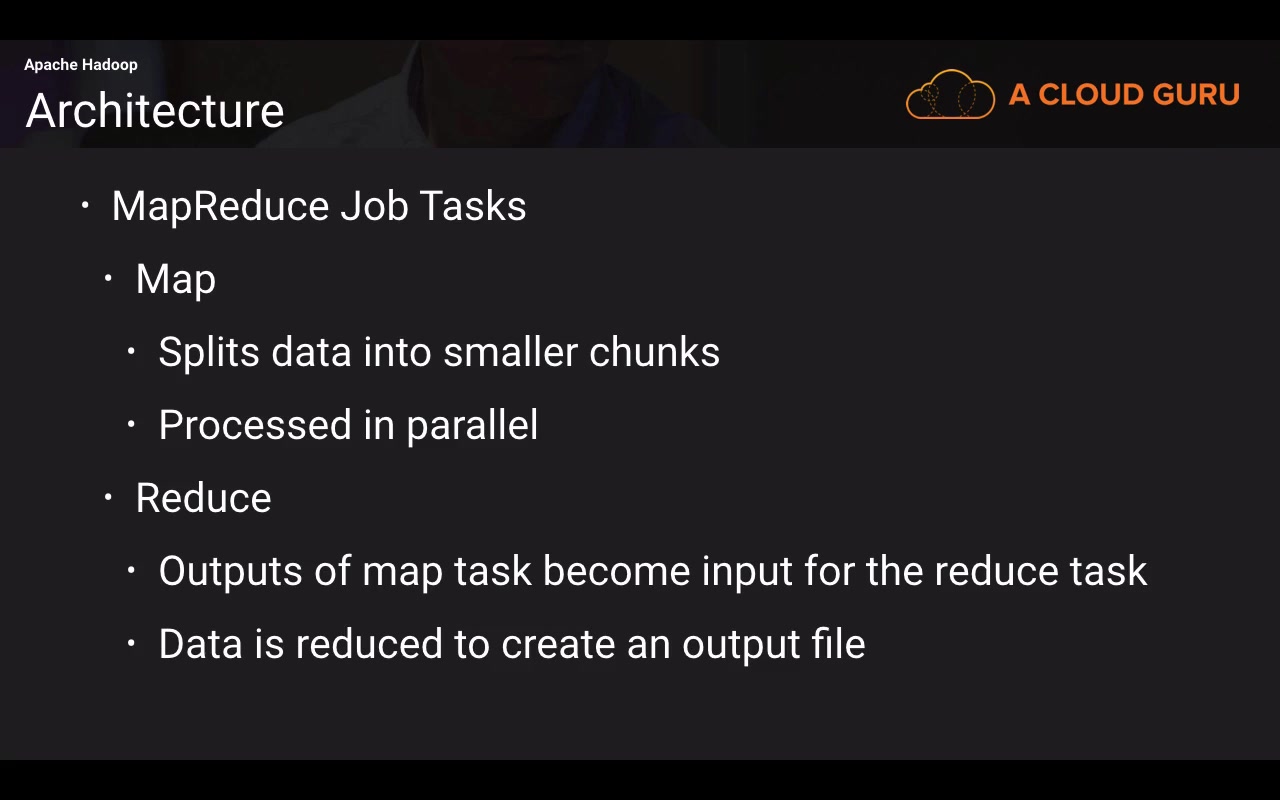 Apache Hadoop
Architecture
A CLOUD GURU
• MapReduce Job Tasks
• Map
• Splits data into smaller chunks
• Processed in parallel
• Reduce
• Outputs of map task become input for the reduce task
• Data is reduced to create an output file